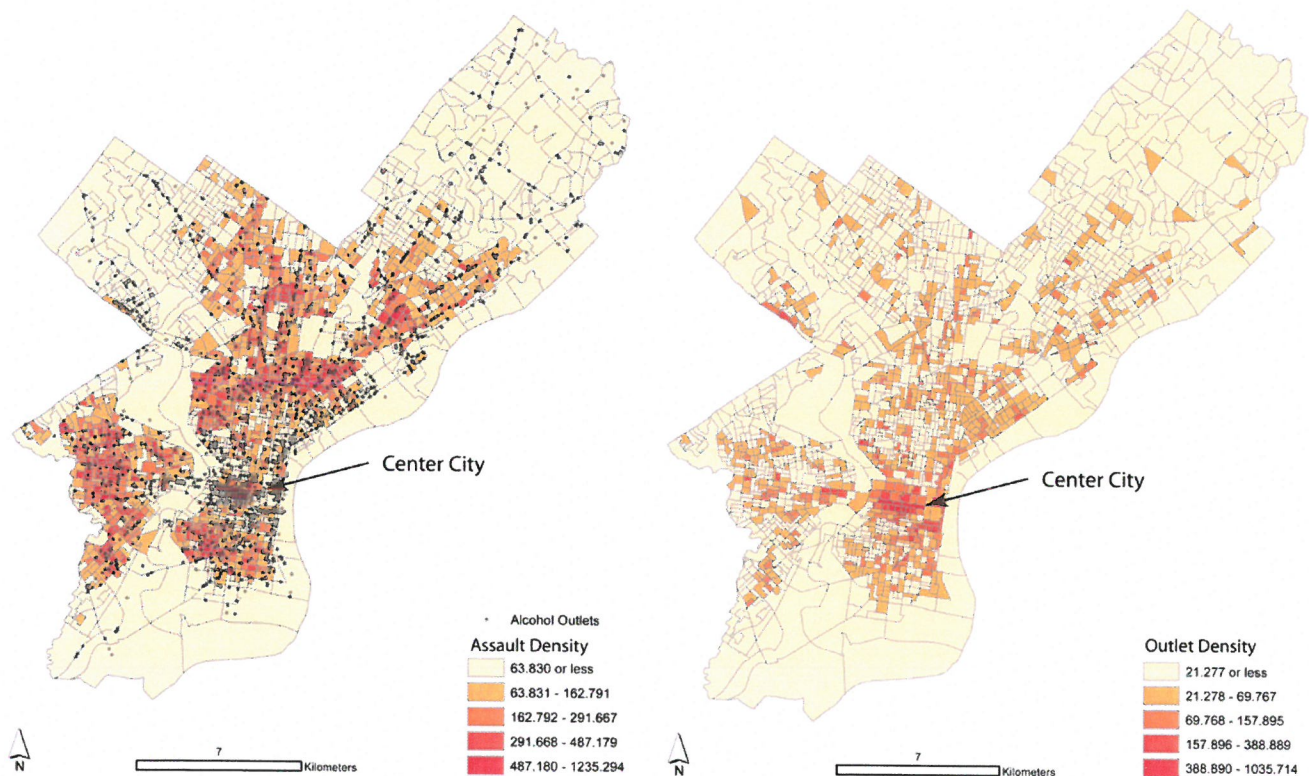 Center City
Alcohol Outlets
Assault Density
63.830 or less
63.831 - 162.791
162.792 - 291.667
291.668 - 487.179
487.180 - 1235.294
N
7
Kilometers
Center City
Outlet Density
21.277 or less
21.278 - 69.767
69.768 - 157.895
157.896 - 388.889
388.890 - 1035.714
N
7
Kilometers